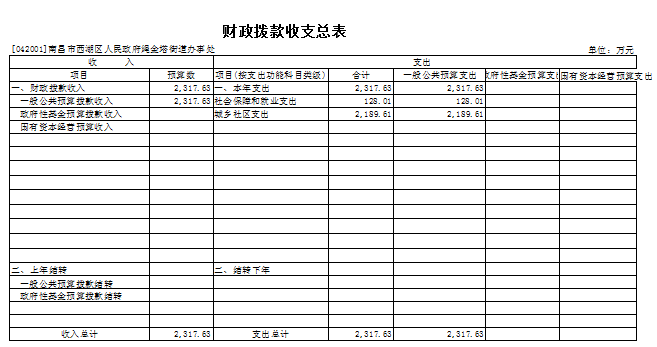 财政拨款收支总表
[042001]南昌市西湖区人民政府绳金塔街道办事处 单位：万元
收 入 支出
项目 预算数 项目(按支出功能科目类级) 合计 一般公共预算支出 政府性基金预算支出 国有资本经营预算支出
一、财政拨款收入 2,317.63 一、本年支出 2,317.63 2,317.63
一般公共预算拨款收入 2,317.63 社会保障和就业支出 128.01 128.01
政府性基金预算拨款收入 城乡社区支出 2,189.61 2,189.61
国有资本经营预算收入
二、上年结转 二、结转下年
一般公共预算拨款结转
政府性基金预算拨款结转
收入总计 2,317.63 支出总计 2,317.63 2,317.63